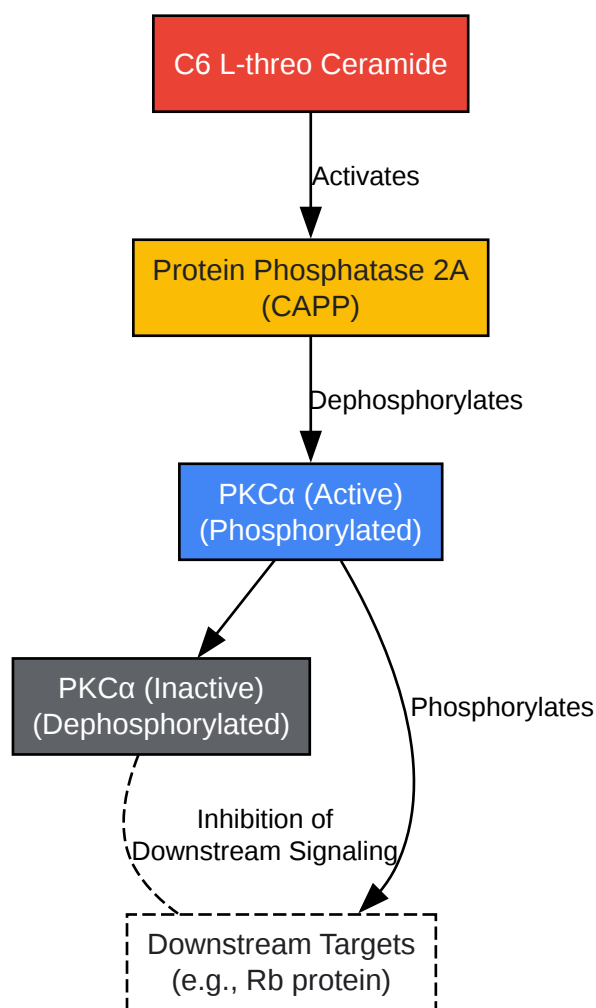 C6 L-threo Ceramide
Activates
Protein Phosphatase 2A
(CAPP)
Dephosphorylates
PKCα (Active)
(Phosphorylated)
PKCα (Inactive)
(Dephosphorylated)
Phosphorylates
Inhibition of
Downstream Signaling
Downstream Targets
(e.g., Rb protein)